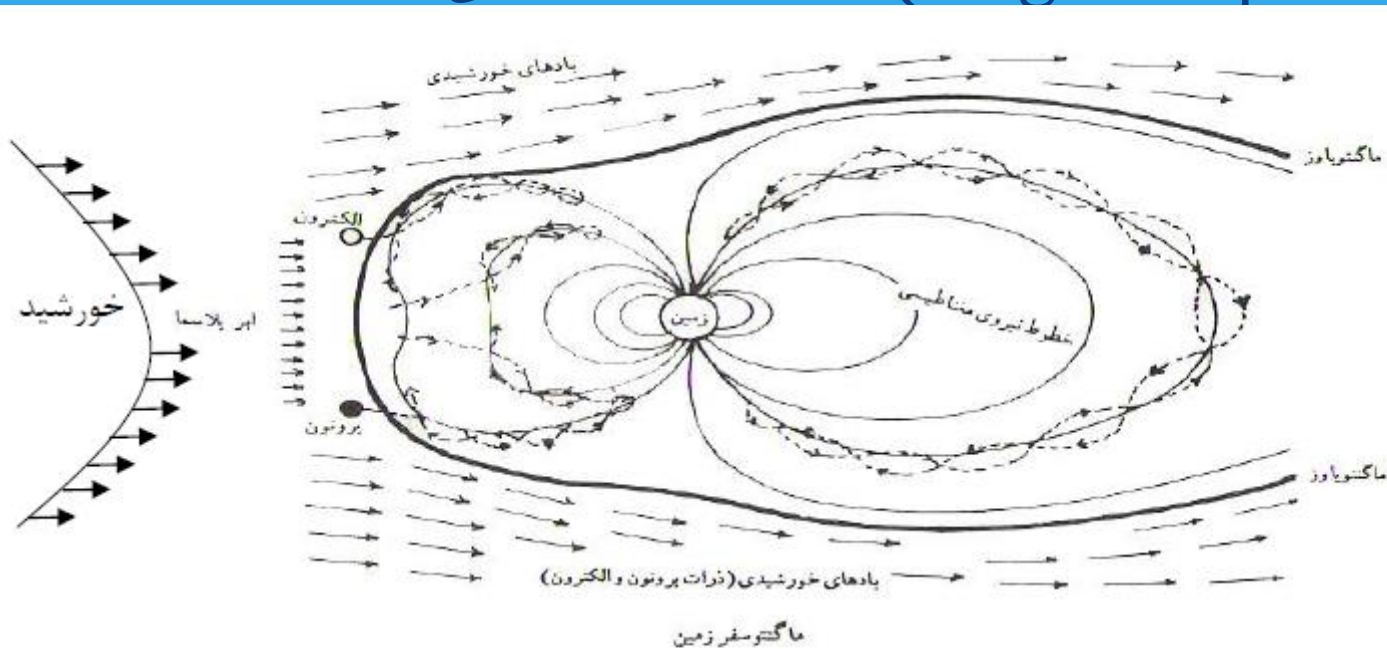 بادهای خورشیدی
ماگنتوپاوز
الکترون
خورشید
ابر پلاسما
زمین
خطوط نیروی مغناطیسی
پروتون
ماگنتوپاوز
بادهای خورشیدی (ذرات پروتون و الکترون)
ماگنتوسفر زمین